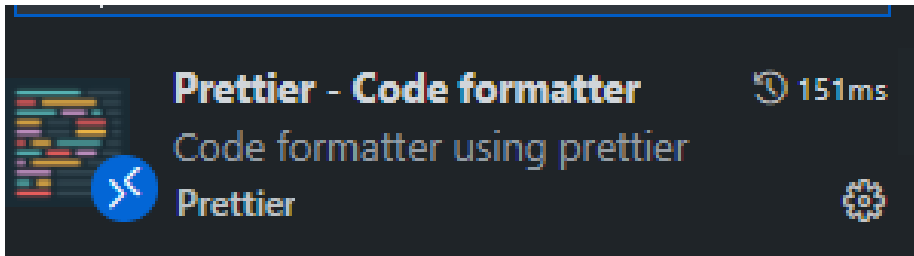 Prettier - Code formatter
151ms
Code formatter using prettier
Prettier